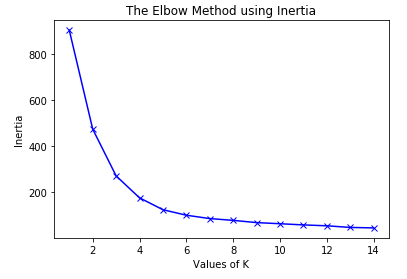 The Elbow Method using Inertia
800
600
400
200
Inertia
2 4 6 8 10 12 14
Values of K